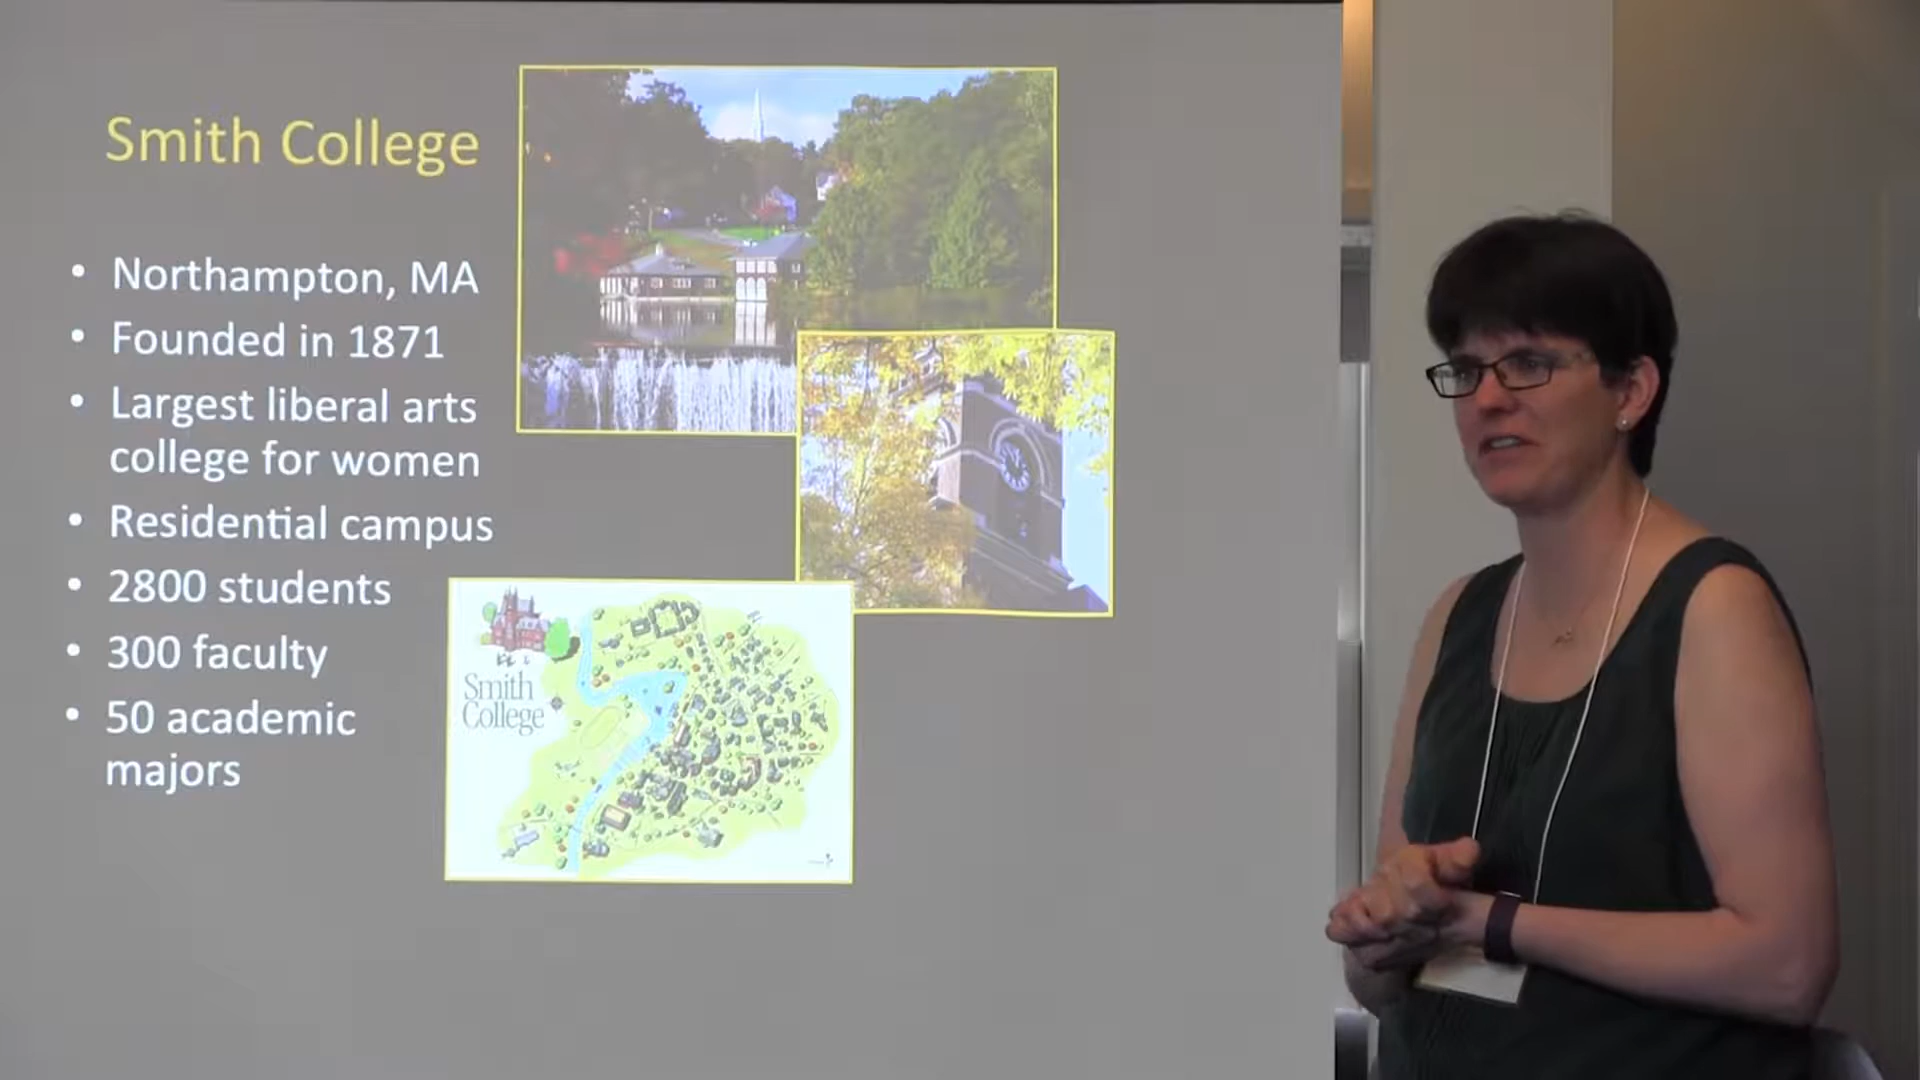 Smith College
• Northampton, MA
• Founded in 1871
• Largest liberal arts
college for women
• Residential campus
• 2800 students
• 300 faculty
• 50 academic
majors
Smith
College